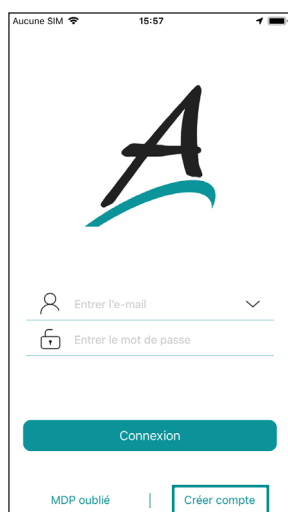 Aucune SIM 15:57
A
Entrer l'e-mail
Entrer le mot de passe
Connexion
MDP oublié | Créer compte